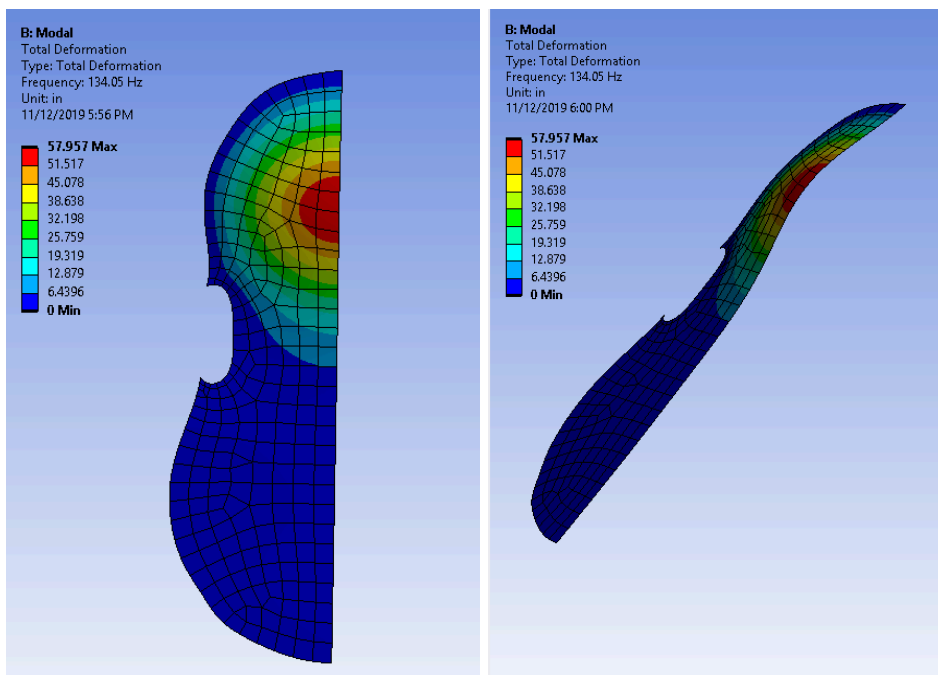 B: Modal
Total Deformation
Type: Total Deformation
Frequency: 134.05 Hz
Unit: in
11/12/2019 5:56 PM
57.957 Max
51.517
45.078
38.638
32.198
25.759
19.319
12.879
6.4396
0 Min
B: Modal
Total Deformation
Type: Total Deformation
Frequency: 134.05 Hz
Unit: in
11/12/2019 6:00 PM
57.957 Max
51.517
45.078
38.638
32.198
25.759
19.319
12.879
6.4396
0 Min